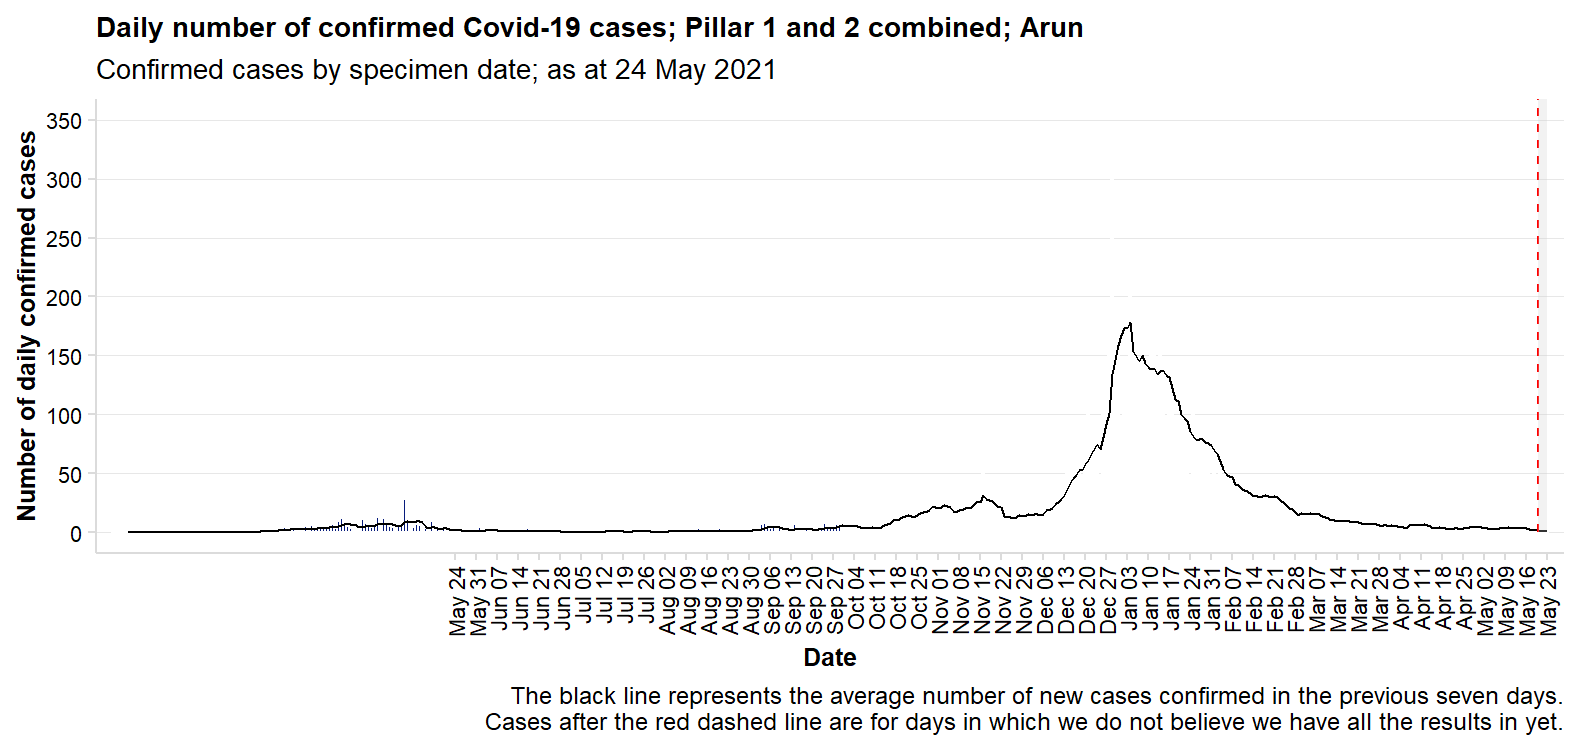 Daily number of confirmed Covid-19 cases; Pillar 1 and 2 combined; Arun
Confirmed cases by specimen date; as at 24 May 2021
Number of daily confirmed cases
350
300
250
200
150
100
50
0
May 24
May 31
Jun 07
Jun 14
Jun 21
Jun 28
Jul 05
Jul 12
Jul 19
Jul 26
Aug 02
Aug 09
Aug 16
Aug 23
Aug 30
Sep 06
Sep 13
Sep 20
Sep 27
Oct 04
Oct 11
Oct 18
Oct 25
Nov 01
Nov 08
Nov 15
Nov 22
Nov 29
Dec 06
Dec 13
Dec 20
Dec 27
Jan 03
Jan 10
Jan 17
Jan 24
Jan 31
Feb 07
Feb 14
Feb 21
Feb 28
Mar 07
Mar 14
Mar 21
Mar 28
Apr 04
Apr 11
Apr 18
Apr 25
May 02
May 09
May 16
May 23
Date
The black line represents the average number of new cases confirmed in the previous seven days.
Cases after the red dashed line are for days in which we do not believe we have all the results in yet.